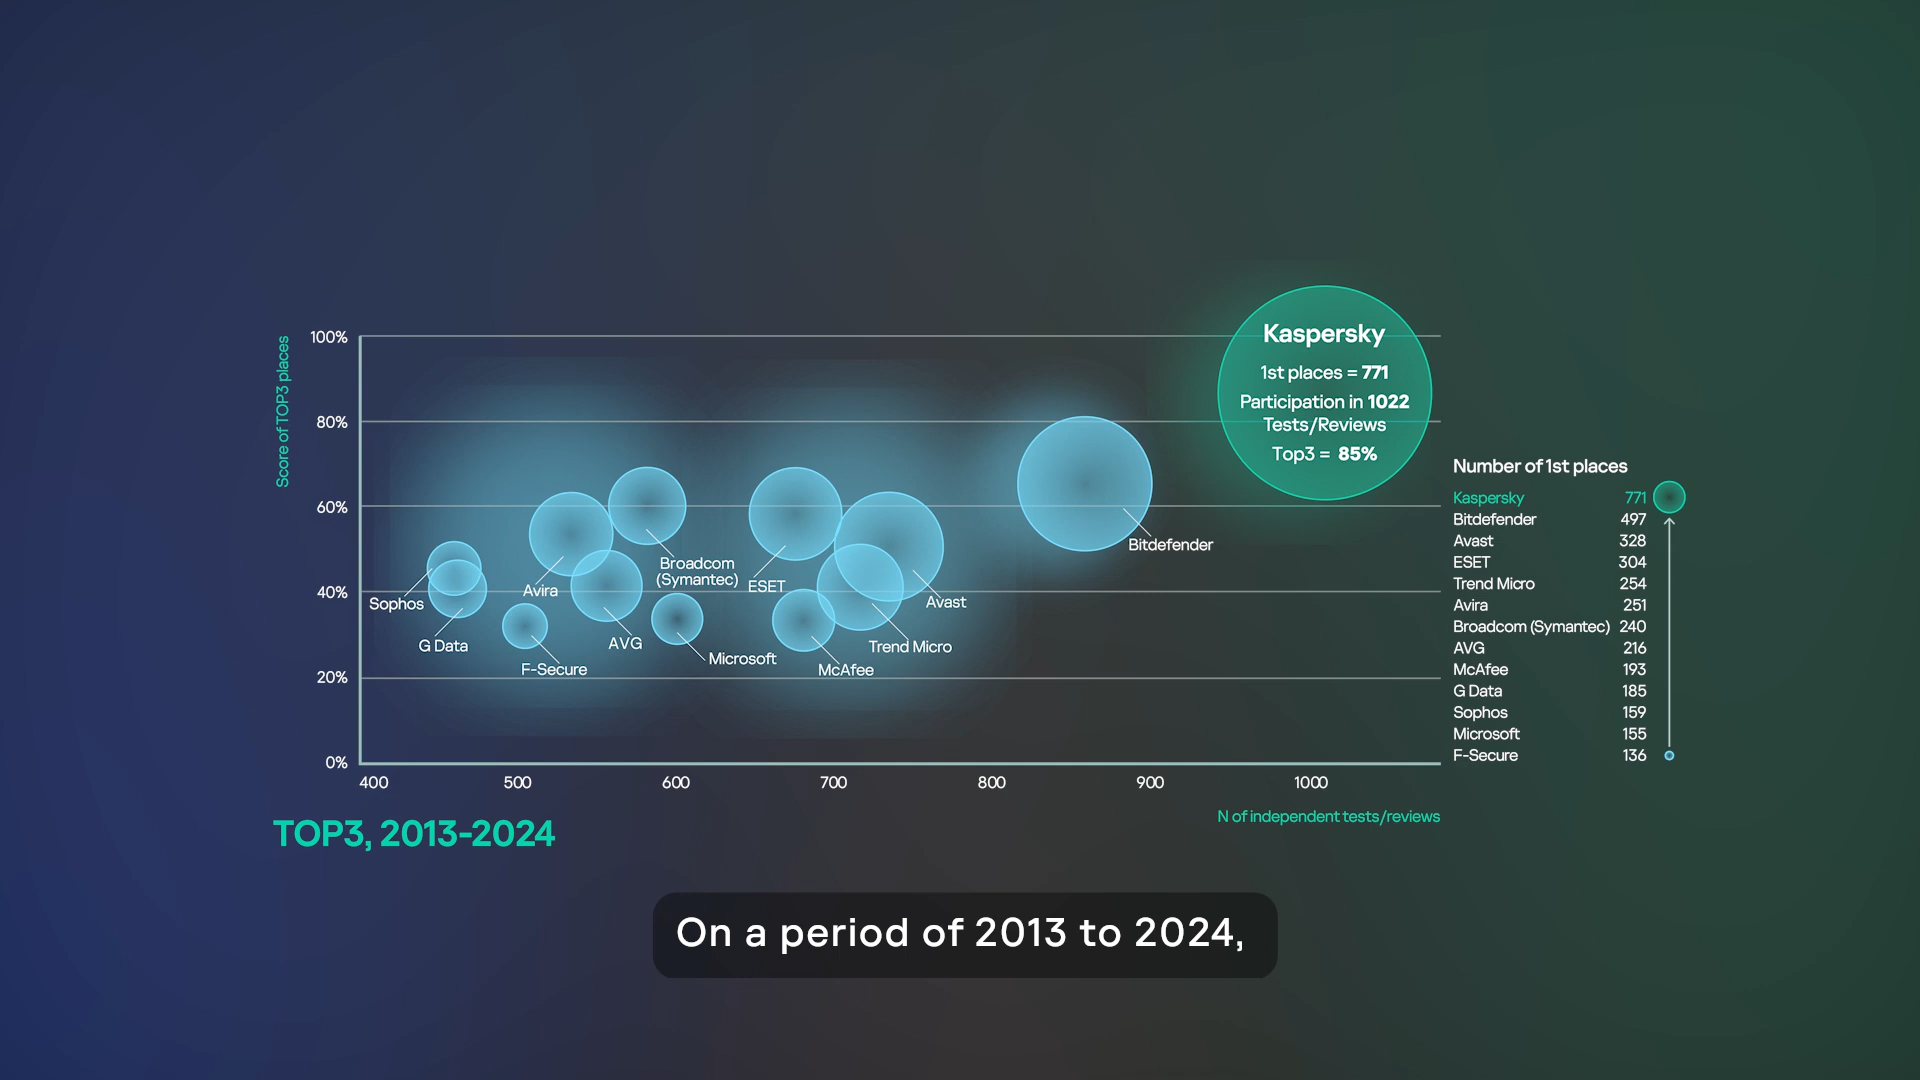 Score of TOP3 places
100%
80%
60%
40%
20%
0%
400 500 600 700 800 900 1000
N of independent tests/reviews
Kaspersky
1st places = 771
Participation in 1022
Tests/Reviews
Top3 = 85%
Sophos
G Data
Avira
F-Secure
Broadcom
(Symantec)
AVG
Microsoft
ESET
McAfee
Trend Micro
Avast
Bitdefender
Number of 1st places
Kaspersky 771
Bitdefender 497
Avast 328
ESET 304
Trend Micro 254
Avira 251
Broadcom (Symantec) 240
AVG 216
McAfee 193
G Data 185
Sophos 159
Microsoft 155
F-Secure 136
TOP3, 2013-2024
On a period of 2013 to 2024,